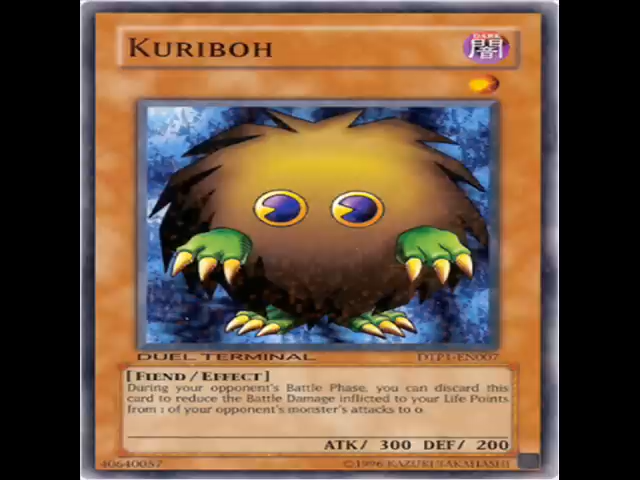 KURIBOH
DARK
闇
DUEL TERMINAL DTP1-EN007
[FIEND/EFFECT]
During your opponent's Battle Phase, you can discard this
card to reduce the Battle Damage inflicted to your Life Points
from 1 of your opponent's monster's attacks to 0
ATK/ 300 DEF/ 200
40640057 ©1996 KAZUKI TAKAHASHI